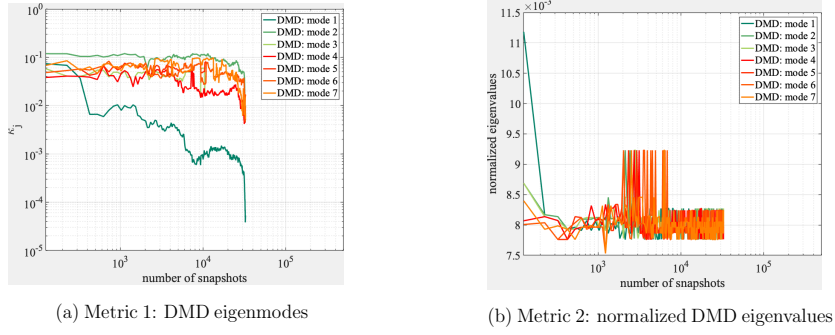 10^1
10^0
10^-1
10^-2
10^-3
10^-4
10^-5
κ_j
10^3
10^4
10^5
number of snapshots
DMD: mode 1
DMD: mode 2
DMD: mode 3
DMD: mode 4
DMD: mode 5
DMD: mode 6
DMD: mode 7
(a) Metric 1: DMD eigenmodes
×10^-3
11.5
11
10.5
10
9.5
9
8.5
8
7.5
normalized eigenvalues
10^3
10^4
10^5
number of snapshots
DMD: mode 1
DMD: mode 2
DMD: mode 3
DMD: mode 4
DMD: mode 5
DMD: mode 6
DMD: mode 7
(b) Metric 2: normalized DMD eigenvalues